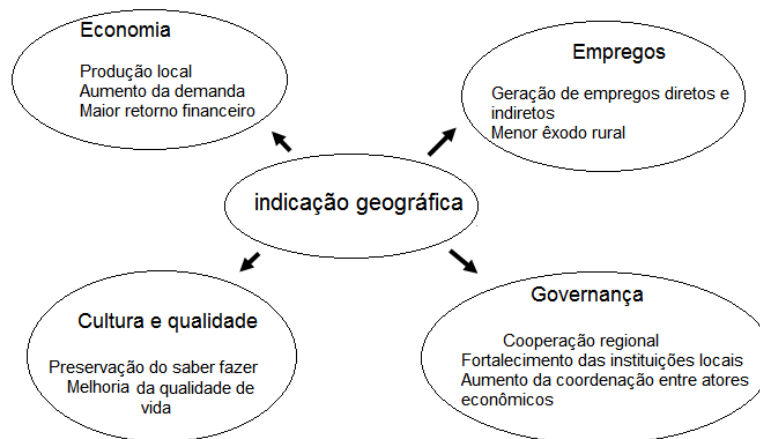 Economia
Produção local
Aumento da demanda
Maior retorno financeiro
Empregos
Geração de empregos diretos e
indiretos
Menor êxodo rural
indicação geográfica
Cultura e qualidade
Preservação do saber fazer
Melhoria da qualidade de
vida
Governança
Cooperação regional
Fortalecimento das instituições locais
Aumento da coordenação entre atores
econômicos